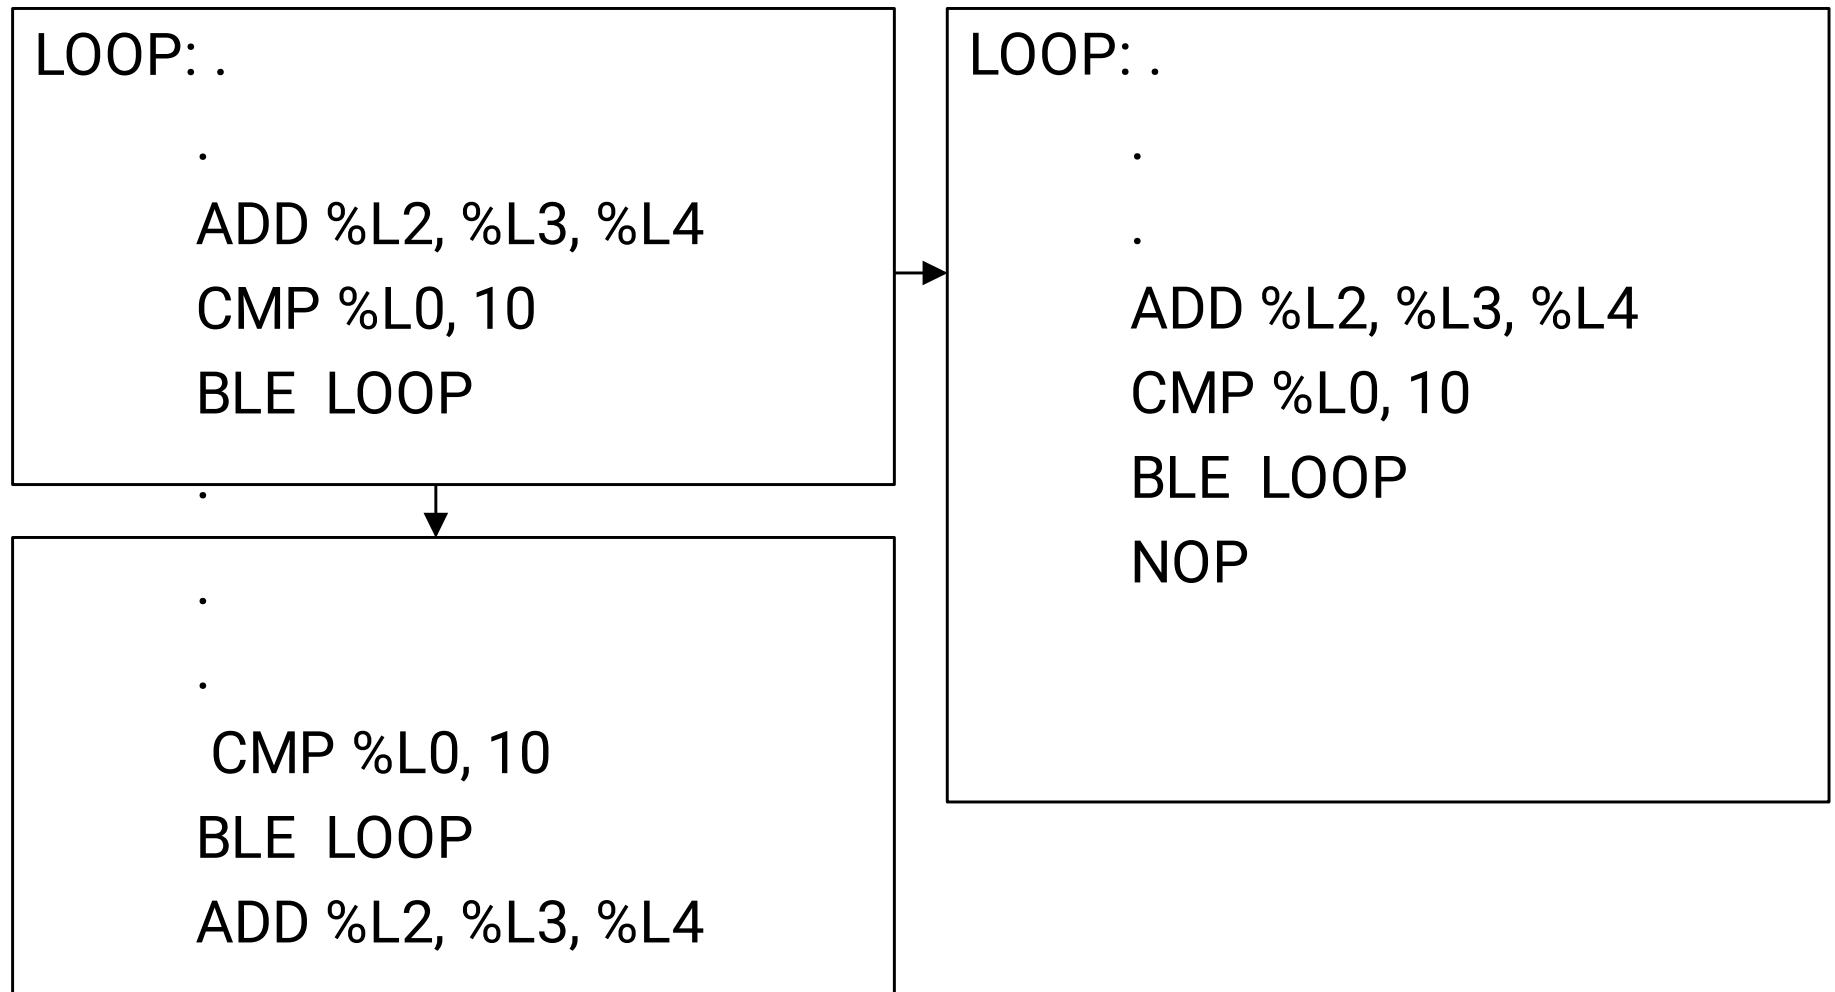 LOOP: .
.
ADD %L2, %L3, %L4
CMP %L0, 10
BLE LOOP
.
.
.
CMP %L0, 10
BLE LOOP
ADD %L2, %L3, %L4
LOOP: .
.
.
ADD %L2, %L3, %L4
CMP %L0, 10
BLE LOOP
NOP